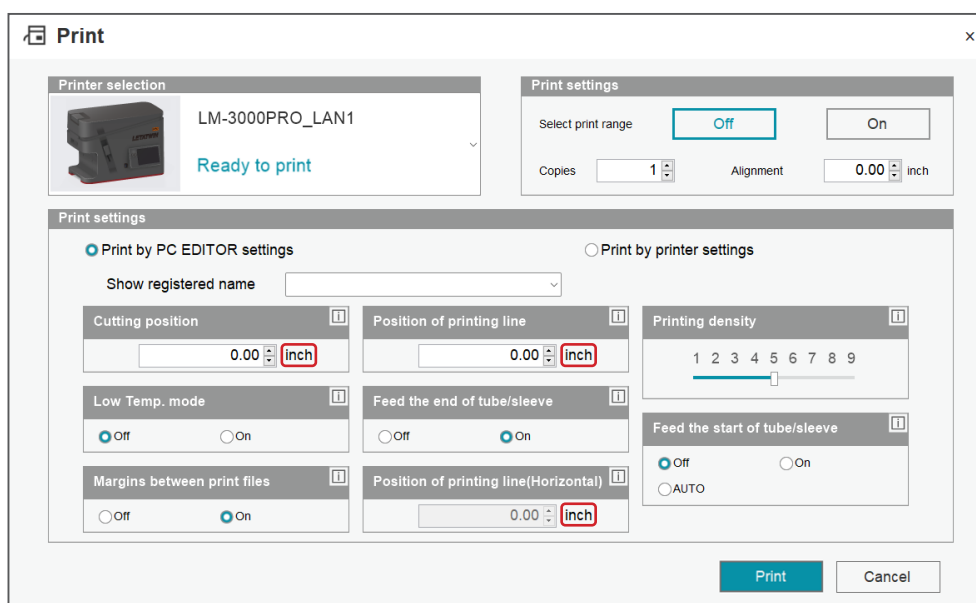 Print
×
Printer selection
LM-3000PRO_LAN1
Ready to print
Print settings
Select print range Off On
Copies 1 Alignment 0.00 inch
Print settings
Print by PC EDITOR settings Print by printer settings
Show registered name
Cutting position i
0.00 inch
Position of printing line i
0.00 inch
Printing density i
1 2 3 4 5 6 7 8 9
Low Temp. mode i
Off On
Feed the end of tube/sleeve i
Off On
Feed the start of tube/sleeve i
Off On
AUTO
Margins between print files i
Off On
Position of printing line(Horizontal) i
0.00 inch
Print Cancel